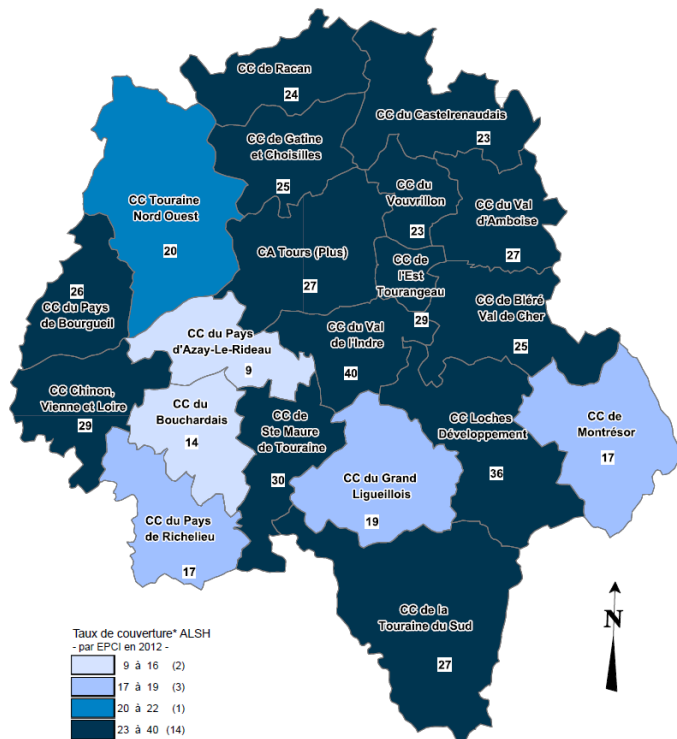 CC de Racan
24
CC du Castelrenaudais
23
CC de Gatine
et Choisilles
25
CC du
Vouvrillon
23
CC du Val
d'Amboise
27
CC Touraine
Nord Ouest
20
CA Tours (Plus)
27
CC de
l'Est
Tourangeau
29
26
CC du Pays
de Bourgueil
CC de Bléré
Val de Cher
25
CC du Pays
d'Azay-Le-Rideau
9
CC du Val
de l'Indre
40
CC Chinon,
Vienne et Loire
29
CC du
Bouchardais
14
CC de
Ste Maure
de Touraine
30
CC Loches
Développement
36
CC de
Montrésor
17
CC du Grand
Ligueillois
19
CC du Pays
de Richelieu
17
CC de la
Touraine du Sud
27
N
Taux de couverture* ALSH
- par EPCI en 2012 -
9 à 16 (2)
17 à 19 (3)
20 à 22 (1)
23 à 40 (14)